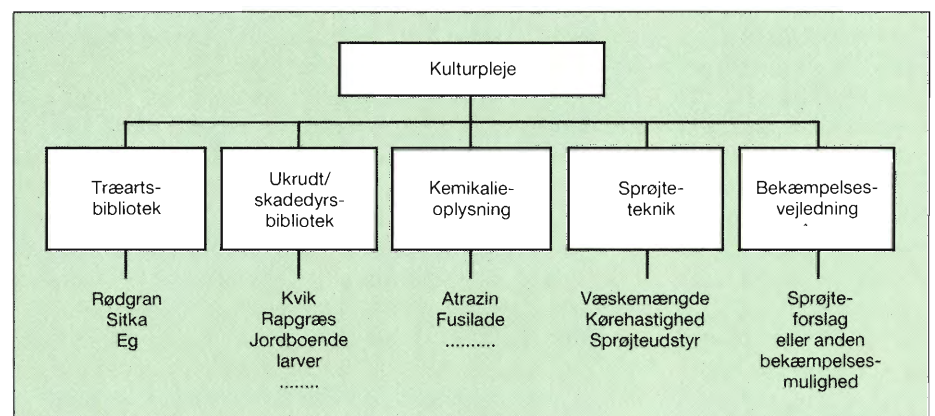 Kulturpleje
Træarts-
bibliotek
Ukrudt/
skadedyrs-
bibliotek
Kemikalie-
oplysning
Sprøjte-
teknik
Bekæmpelses-
vejledning
Rødgran
Sitka
Eg
Kvik
Rapgræs
Jordboende
larver
........
Atrazin
Fusilade
..........
Væskemængde
Kørehastighed
Sprøjteudstyr
Sprøjte-
forslag
eller anden
bekæmpelses-
mulighed